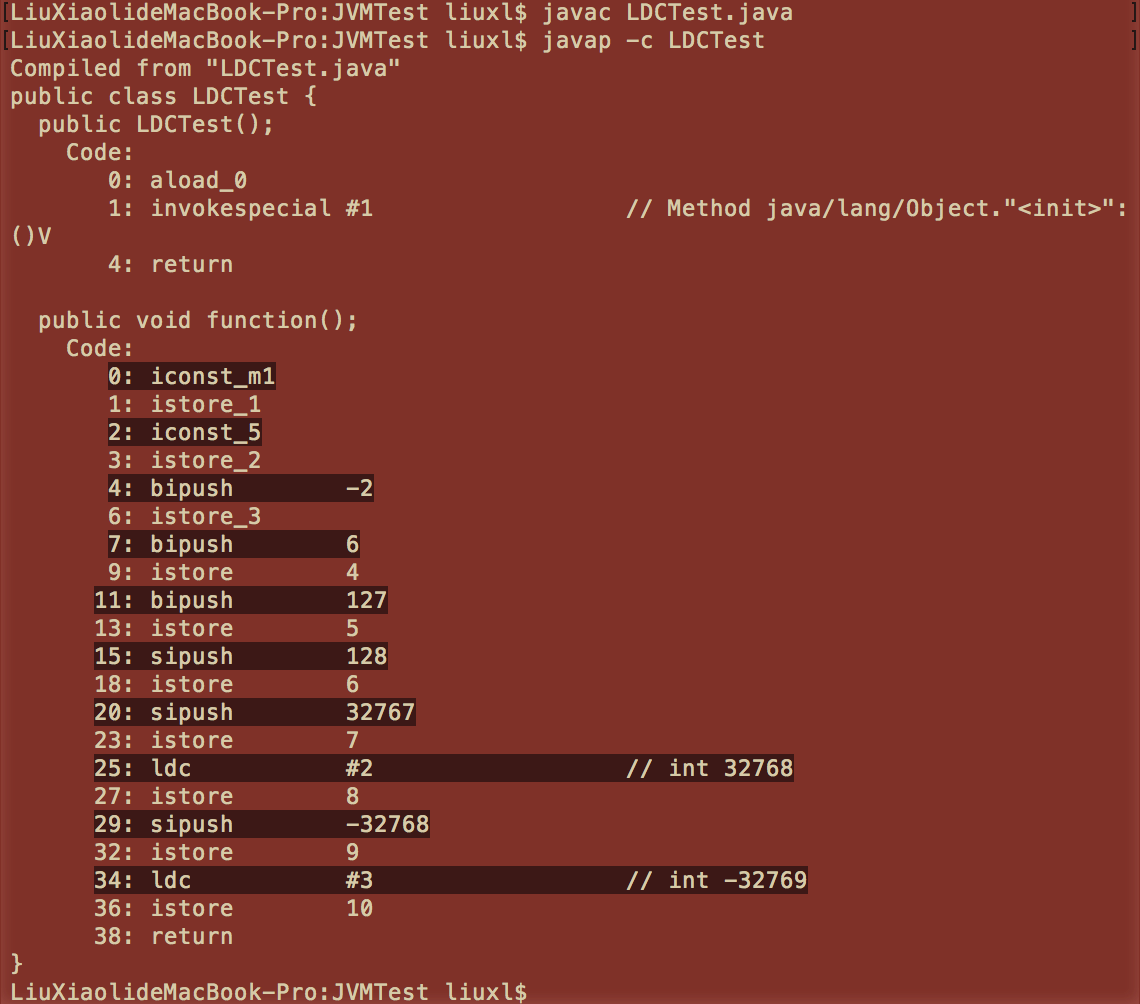 [LiuXiaolideMacBook-Pro:JVMTest liuxl$ javac LDCTest.java ]
[LiuXiaolideMacBook-Pro:JVMTest liuxl$ javap -c LDCTest ]
Compiled from "LDCTest.java"
public class LDCTest {
  public LDCTest();
    Code:
       0: aload_0
       1: invokespecial #1                  // Method java/lang/Object."<init>":
()V
       4: return

  public void function();
    Code:
       0: iconst_m1
       1: istore_1
       2: iconst_5
       3: istore_2
       4: bipush        -2
       6: istore_3
       7: bipush        6
       9: istore        4
      11: bipush        127
      13: istore        5
      15: sipush        128
      18: istore        6
      20: sipush        32767
      23: istore        7
      25: ldc           #2                  // int 32768
      27: istore        8
      29: sipush        -32768
      32: istore        9
      34: ldc           #3                  // int -32769
      36: istore        10
      38: return
}
LiuXiaolideMacBook-Pro:JVMTest liuxl$